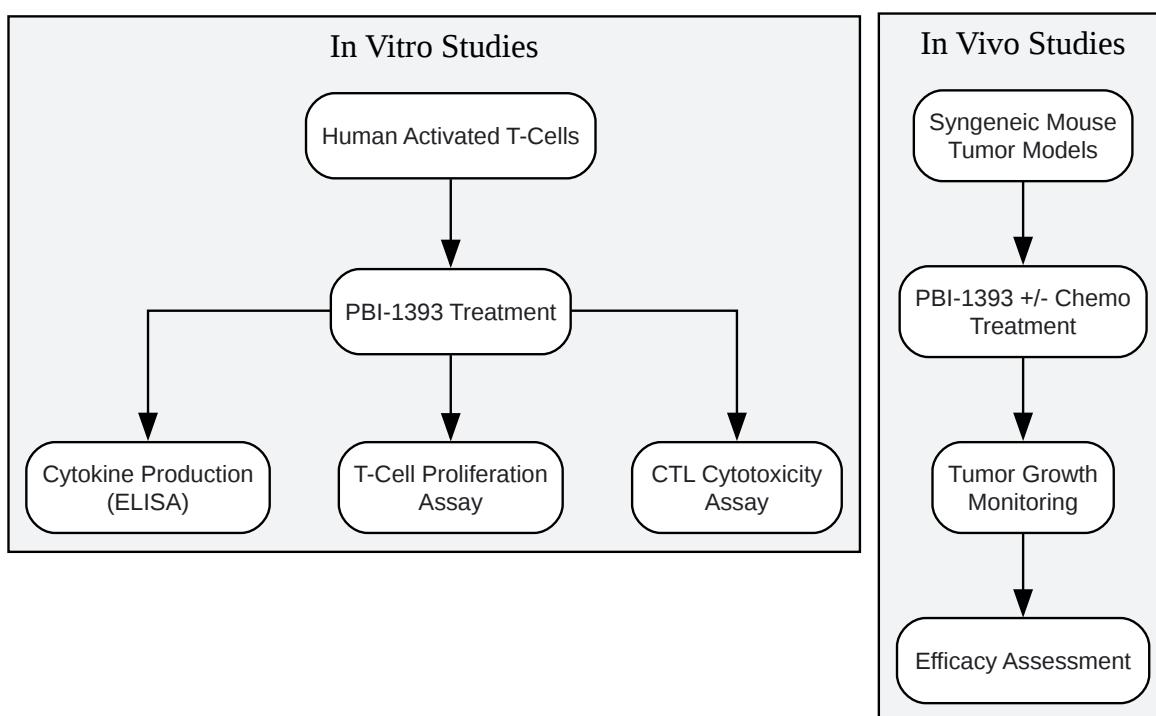 In Vitro Studies
Human Activated T-Cells
PBI-1393 Treatment
Cytokine Production
(ELISA)
T-Cell Proliferation
Assay
CTL Cytotoxicity
Assay
In Vivo Studies
Syngeneic Mouse
Tumor Models
PBI-1393 +/- Chemo
Treatment
Tumor Growth
Monitoring
Efficacy Assessment